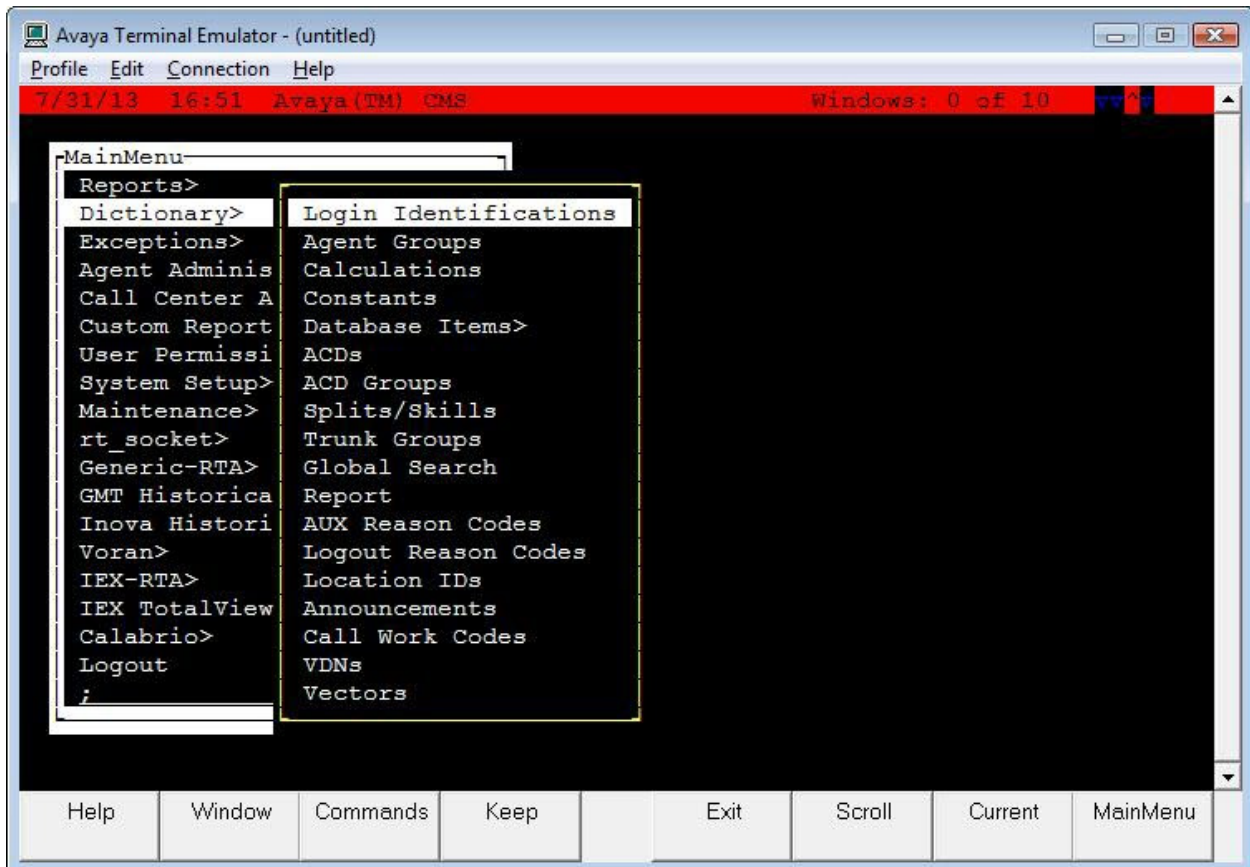 Avaya Terminal Emulator - (untitled)
Profile Edit Connection Help
7/31/13 16:51 Avaya(TM) CMS Windows: 0 of 10 vv^v
MainMenu
Reports>
Dictionary> Login Identifications
Exceptions> Agent Groups
Agent Adminis Calculations
Call Center A Constants
Custom Report Database Items>
User Permissi ACDs
System Setup> ACD Groups
Maintenance> Splits/Skills
rt_socket> Trunk Groups
Generic-RTA> Global Search
GMT Historica Report
Inova Histori AUX Reason Codes
Voran> Logout Reason Codes
IEX-RTA> Location IDs
IEX TotalView Announcements
Calabrio> Call Work Codes
Logout VDNs
; Vectors
Help Window Commands Keep Exit Scroll Current MainMenu